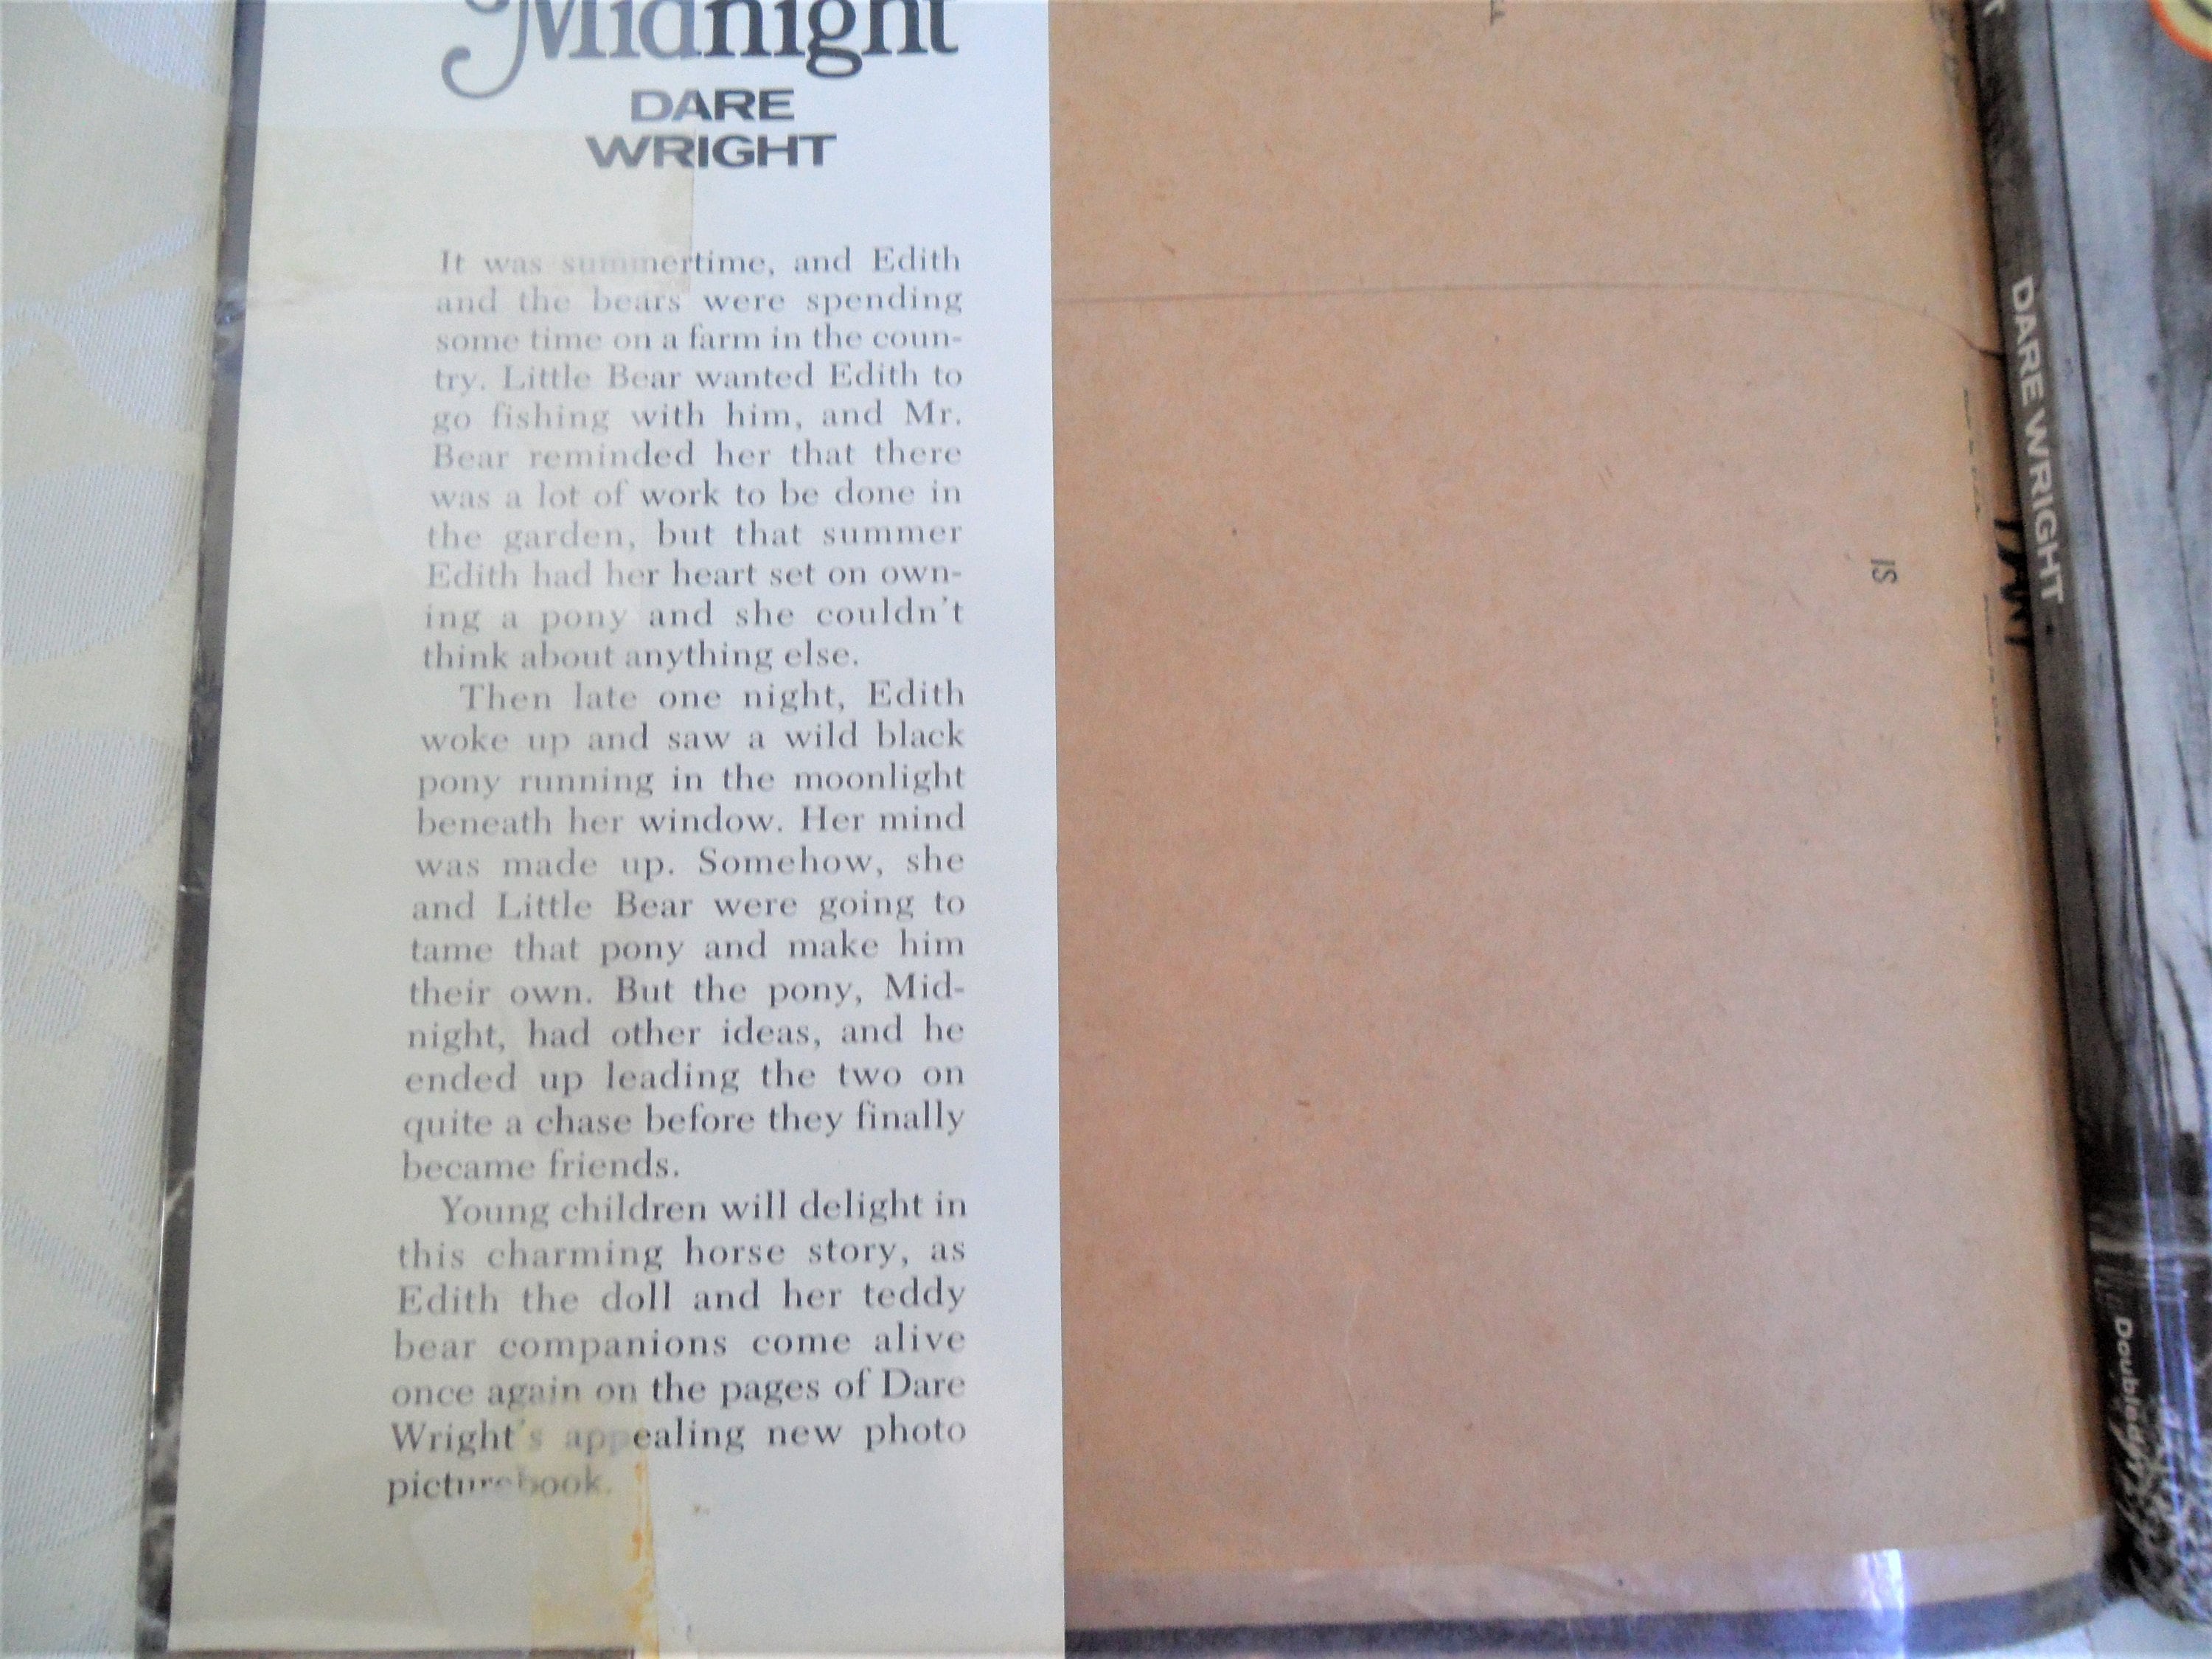 Midnight
DARE
WRIGHT
It was summertime, and Edith
and the bears were spending
some time on a farm in the coun-
try. Little Bear wanted Edith to
go fishing with him, and Mr.
Bear reminded her that there
was a lot of work to be done in
the garden, but that summer
Edith had her heart set on own-
ing a pony and she couldn't
think about anything else.
Then late one night, Edith
woke up and saw a wild black
pony running in the moonlight
beneath her window. Her mind
was made up. Somehow, she
and Little Bear were going to
tame that pony and make him
their own. But the pony, Mid-
night, had other ideas, and he
ended up leading the two on
quite a chase before they finally
became friends.
Young children will delight in
this charming horse story, as
Edith the doll and her teddy
bear companions come alive
once again on the pages of Dare
Wright's appealing new photo
picturebook.
IS
DARE WRIGHT
Doubleday